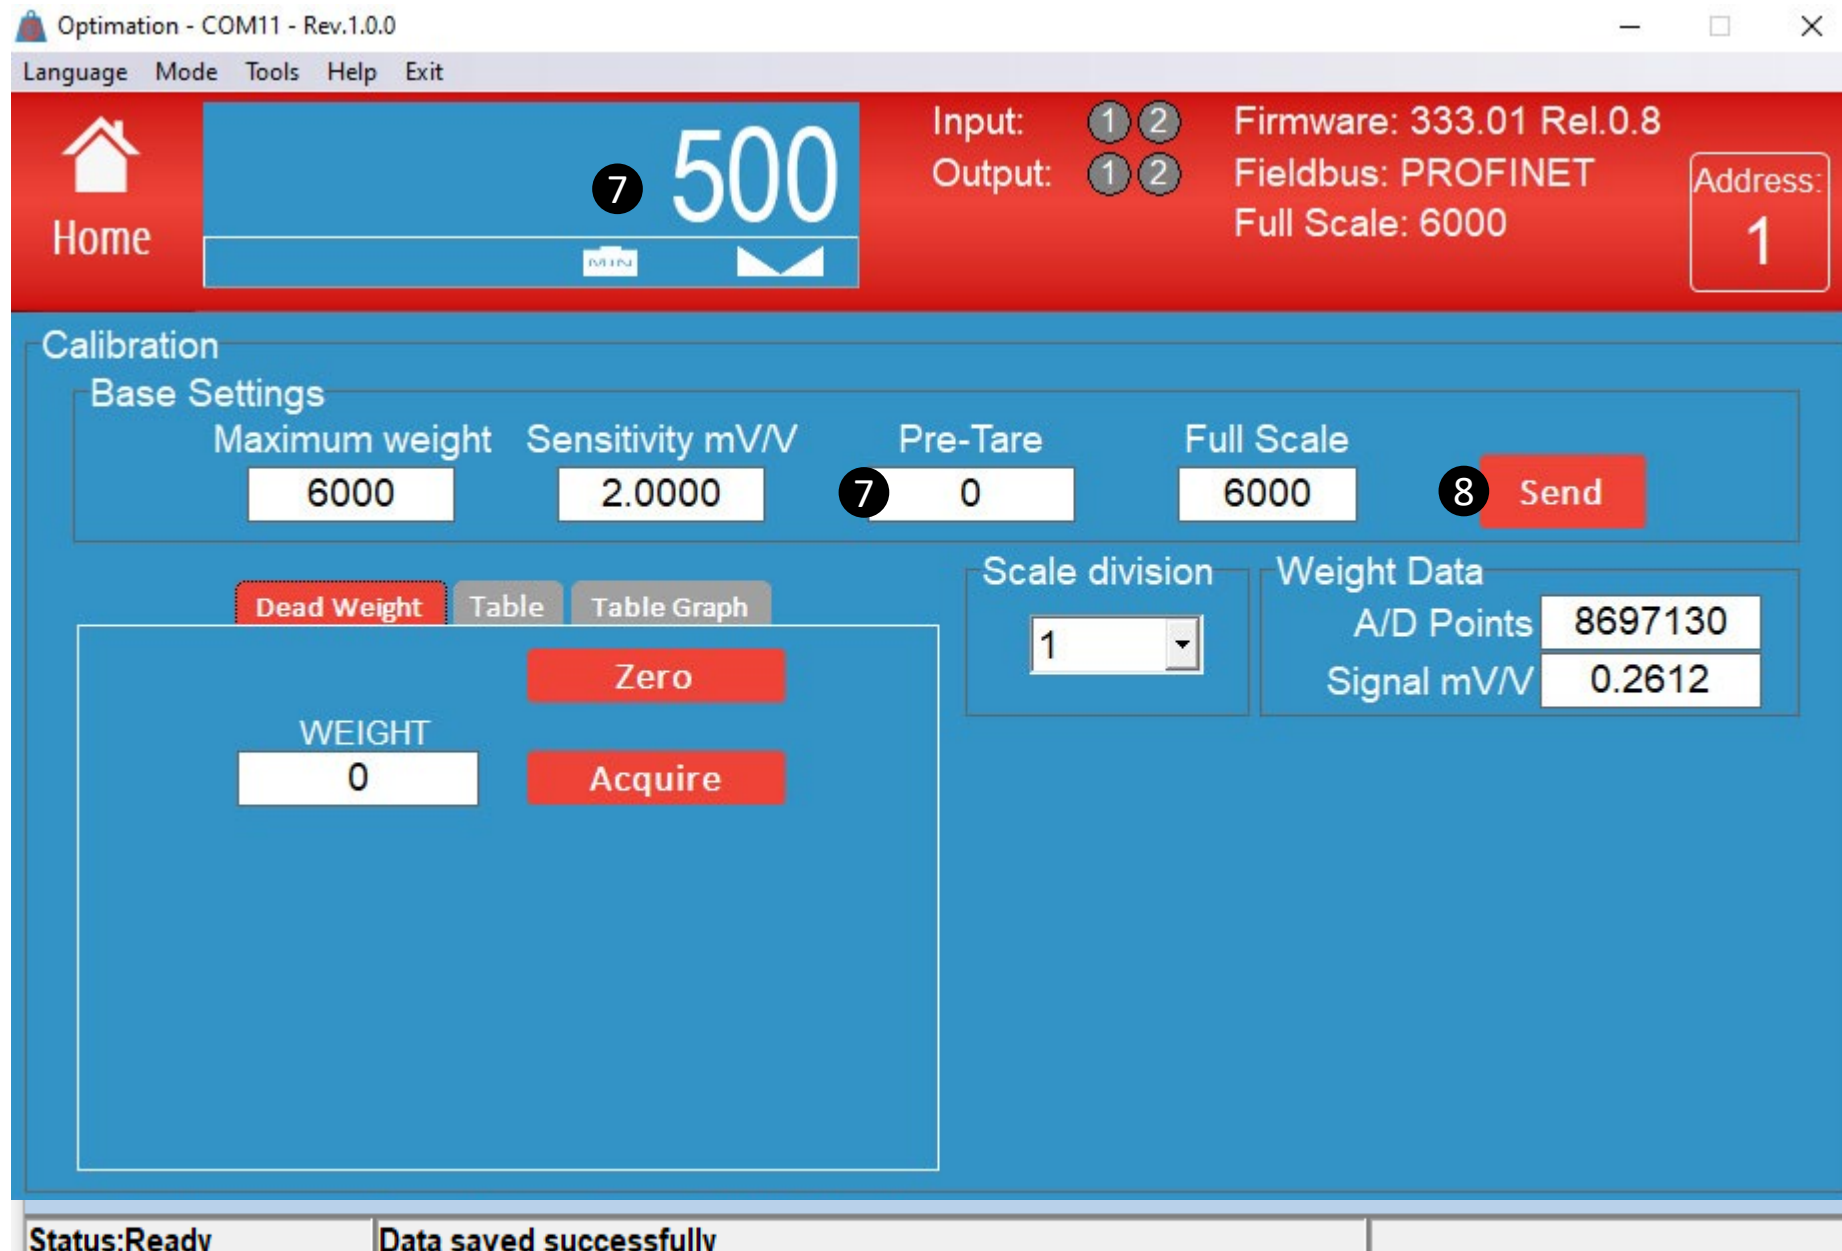 Optimation - COM11 - Rev.1.0.0
Language Mode Tools Help Exit
Home
7 500
MIN
Input: 1 2
Output: 1 2
Firmware: 333.01 Rel.0.8
Fieldbus: PROFINET
Full Scale: 6000
Address:
1
Calibration
Base Settings
Maximum weight Sensitivity mV/V Pre-Tare Full Scale
6000 2.0000 7 0 6000 8 Send
Dead Weight Table Table Graph
Zero
WEIGHT
0 Acquire
Scale division
1
Weight Data
A/D Points 8697130
Signal mV/V 0.2612
Status:Ready Data saved successfully